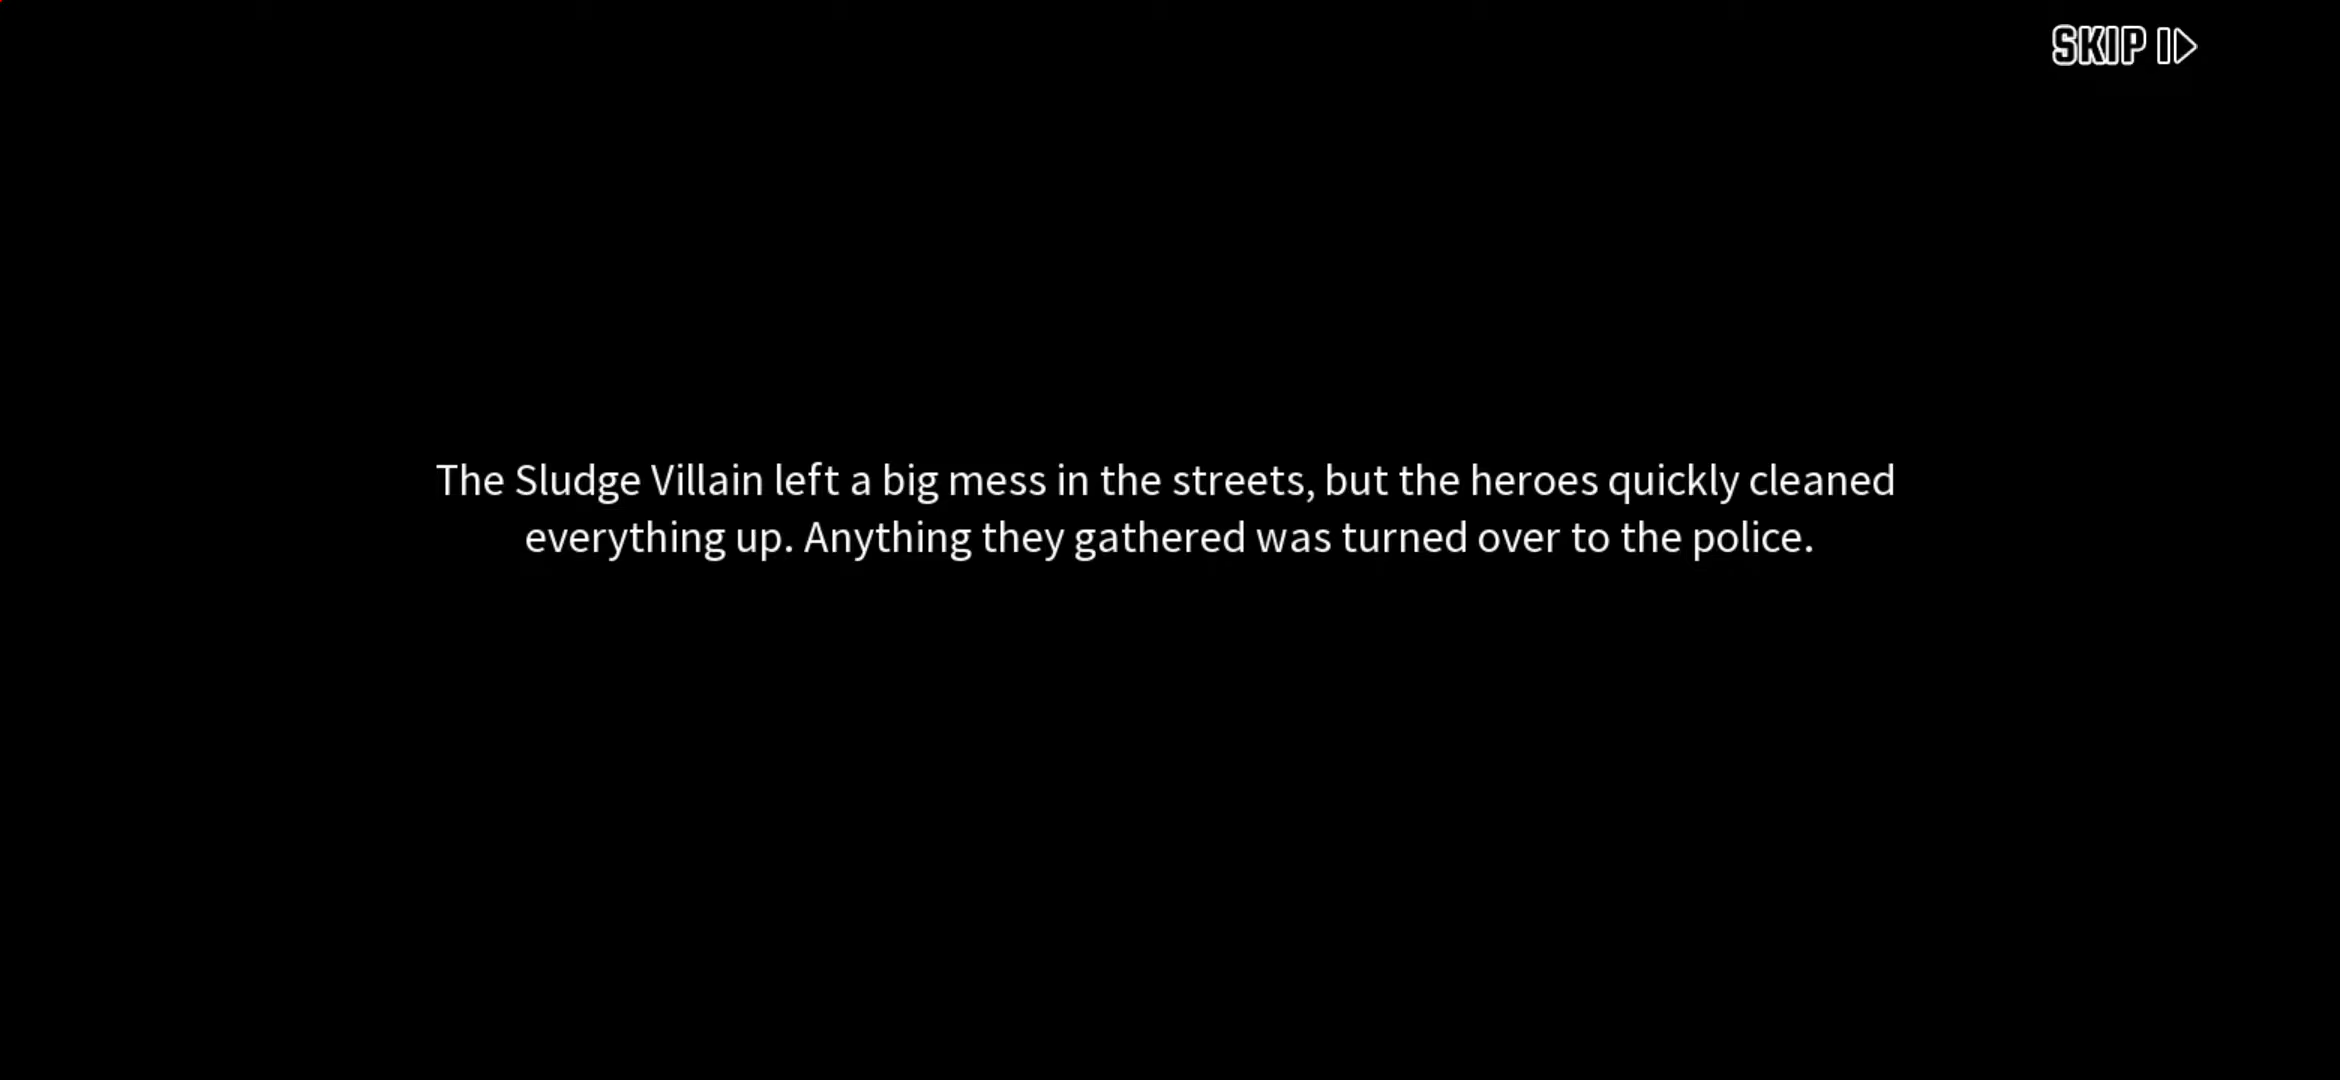 SKIP
The Sludge Villain left a big mess in the streets, but the heroes quickly cleaned
everything up. Anything they gathered was turned over to the police.